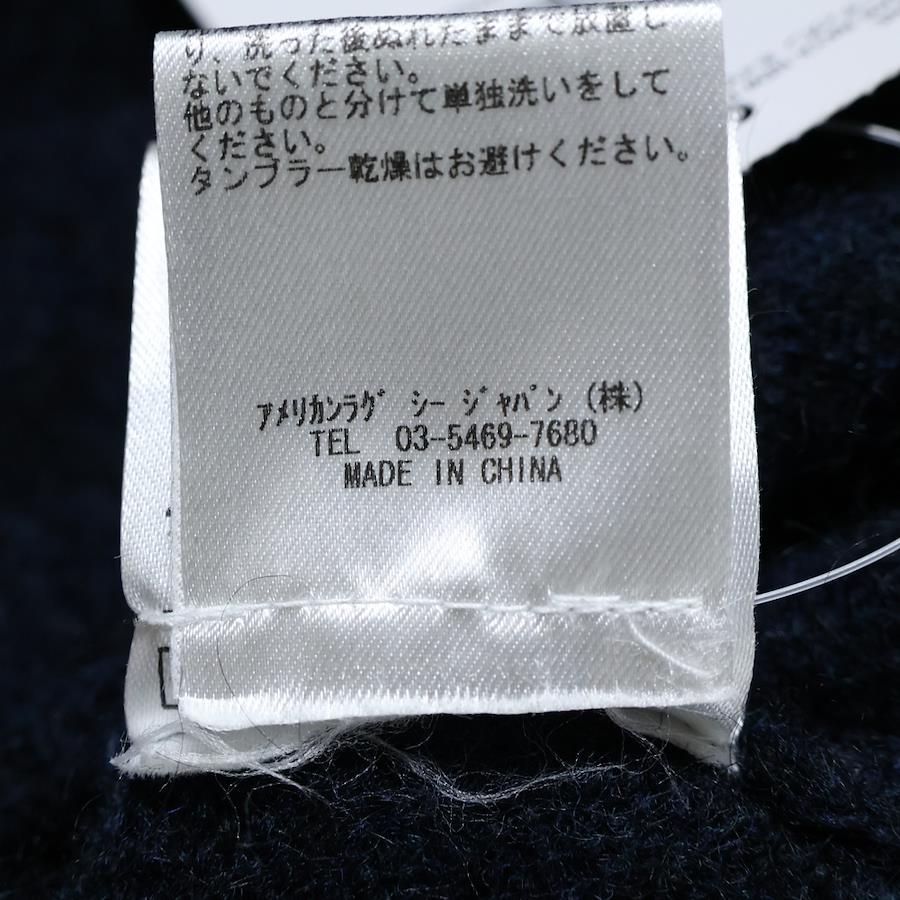 り、洗った後ぬれたままで放置し
ないでください。
他のものと分けて単独洗いをして
ください。
タンブラー乾燥はお避けください。
ｱﾒﾘｶﾝﾗｸﾞ ｼｰ ｼﾞｬﾊﾟﾝ (株)
TEL 03-5469-7680
MADE IN CHINA